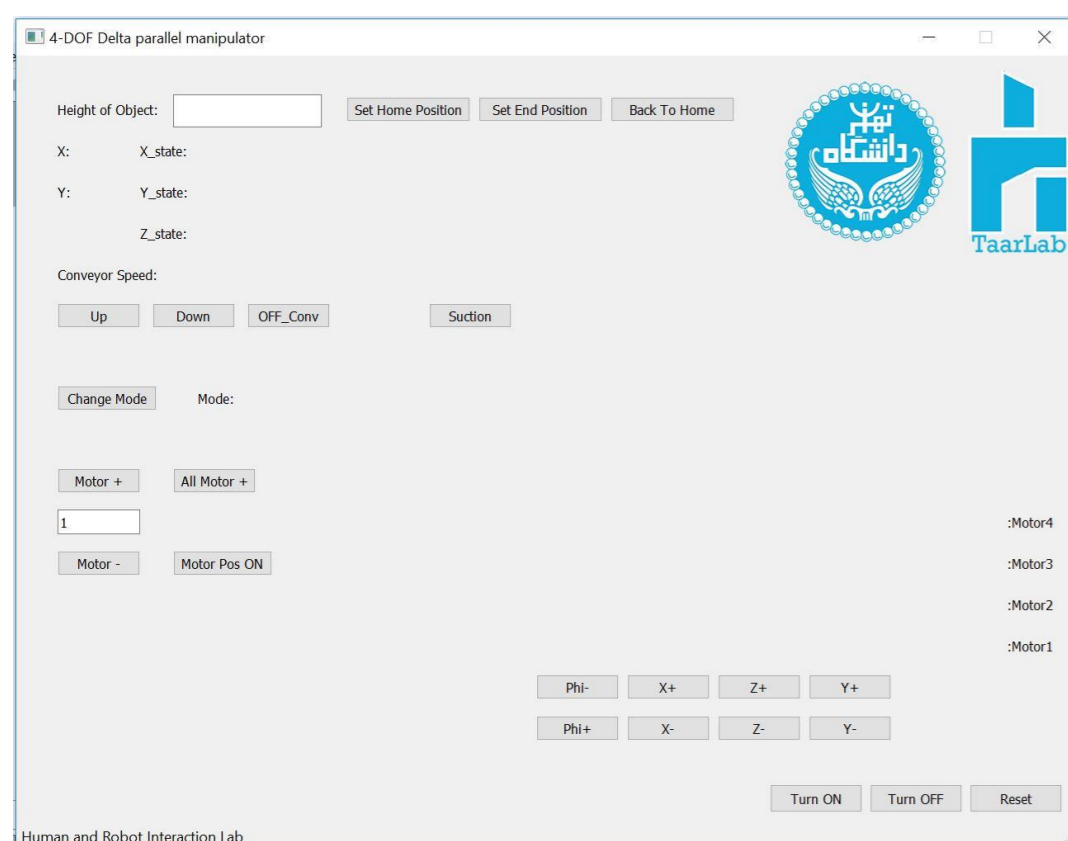 4-DOF Delta parallel manipulator
Height of Object: Set Home Position Set End Position Back To Home
دانشگاه تهران
X: X_state:
Y: Y_state:
Z_state:
TaarLab
Conveyor Speed:
Up Down OFF_Conv Suction
Change Mode Mode:
Motor + All Motor +
1 :Motor4
Motor - Motor Pos ON :Motor3
:Motor2
:Motor1
Phi- X+ Z+ Y+
Phi+ X- Z- Y-
Turn ON Turn OFF Reset
Human and Robot Interaction Lab